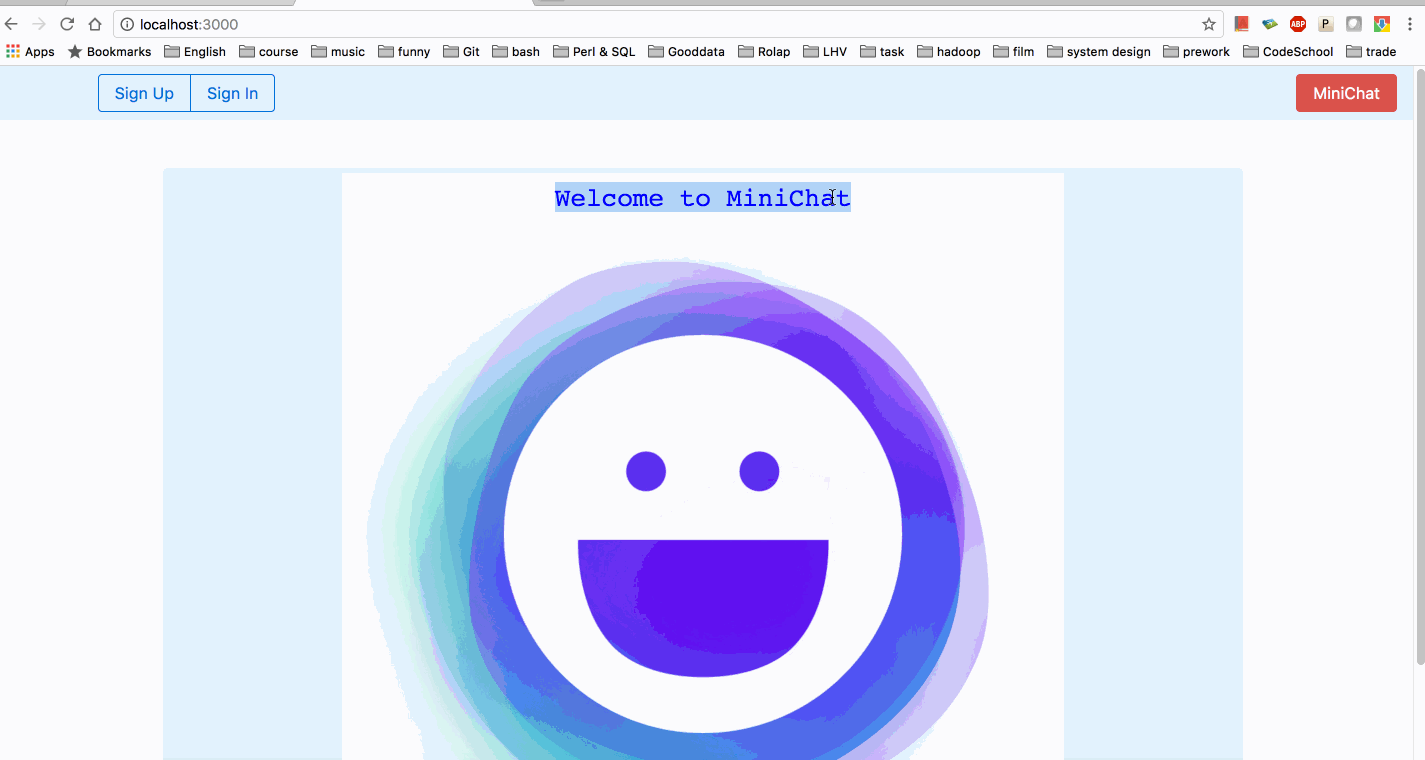 localhost:3000
ABP P
Apps Bookmarks English course music funny Git bash Perl & SQL Gooddata Rolap LHV task hadoop film system design prework CodeSchool trade
Sign Up Sign In MiniChat
Welcome to MiniChat